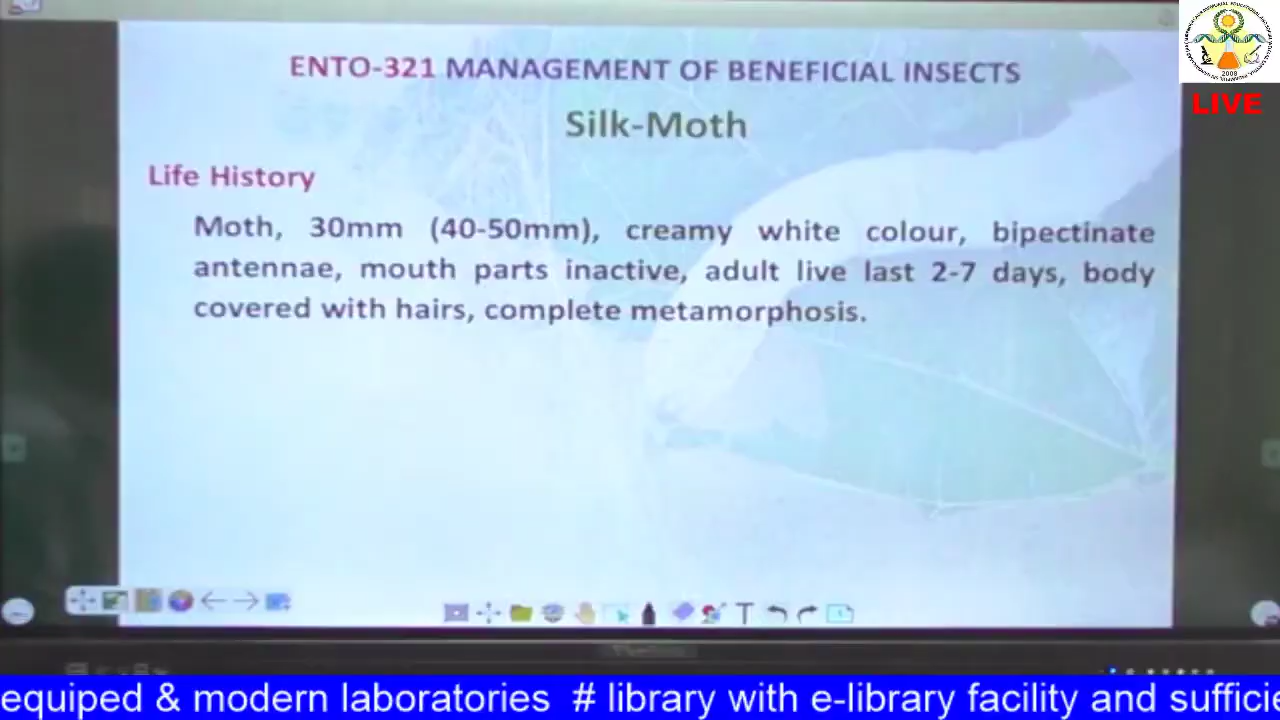 ENTO-321 MANAGEMENT OF BENEFICIAL INSECTS
Silk-Moth
Life History
Moth, 30mm (40-50mm), creamy white colour, bipectinate
antennae, mouth parts inactive, adult live last 2-7 days, body
covered with hairs, complete metamorphosis.
2008
LIVE
T
equiped & modern laboratories # library with e-library facility and sufficie